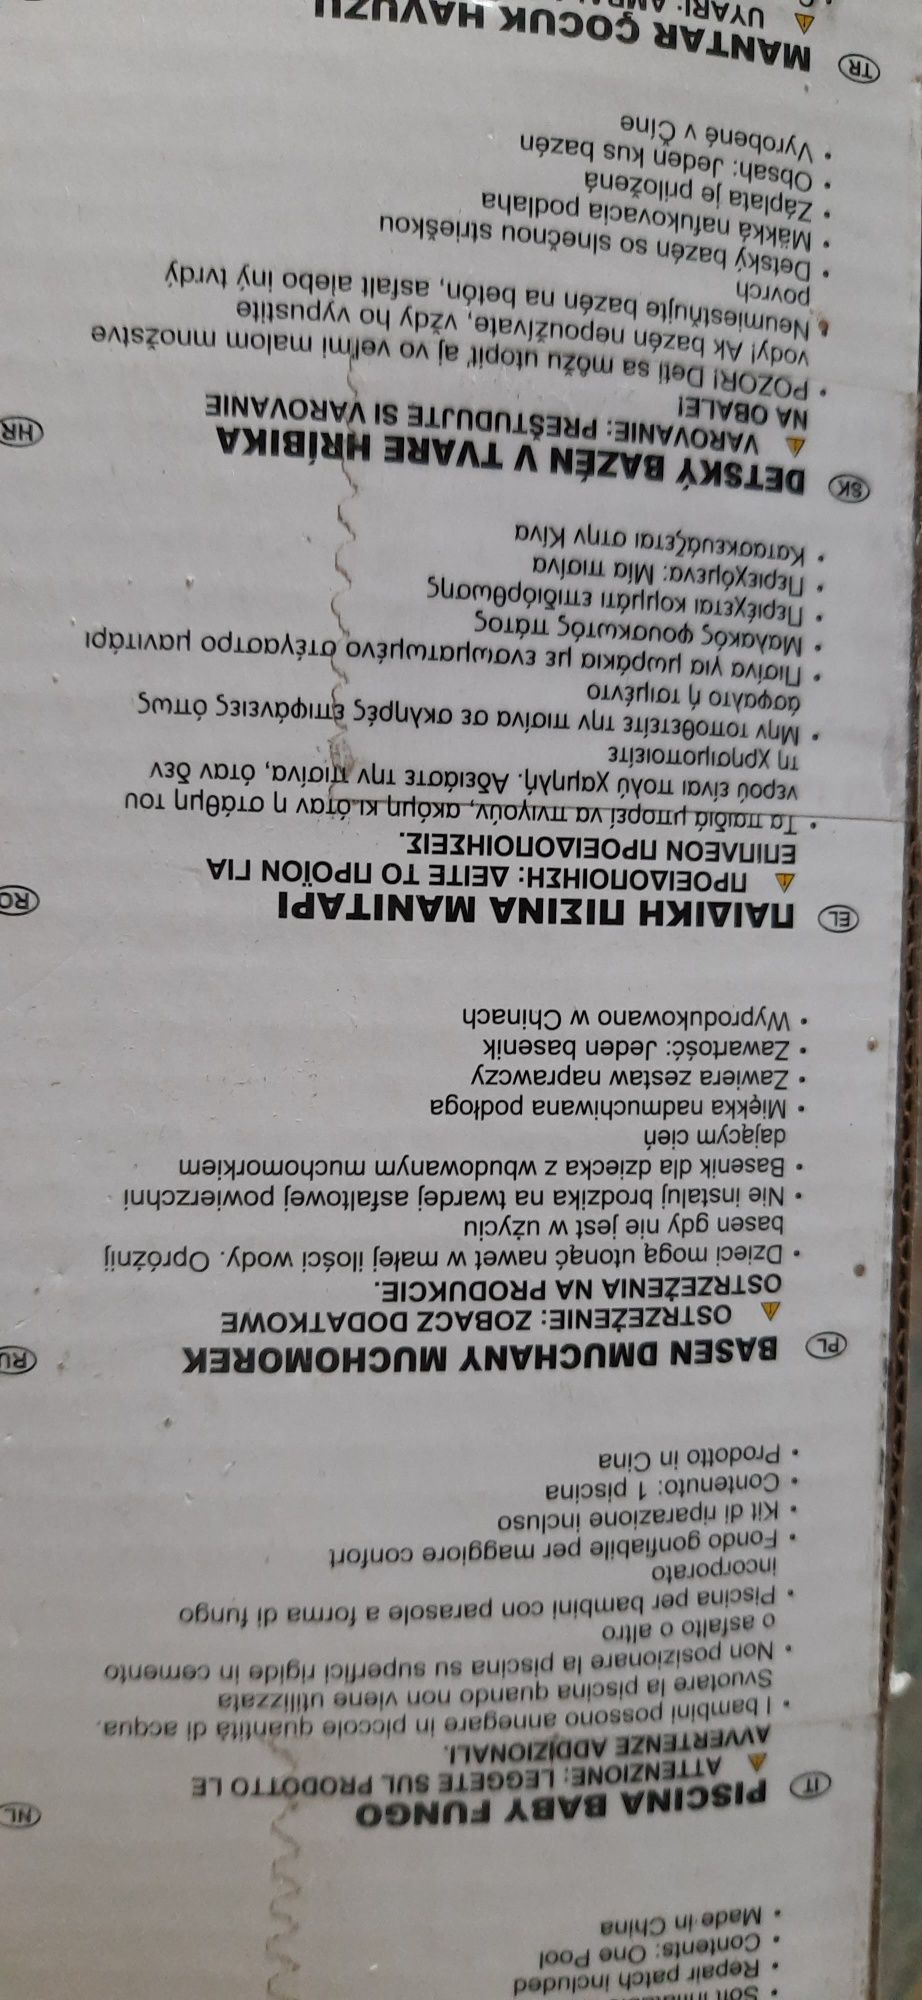 Repair patch included
• Contents: One Pool
• Made in China
IT
PISCINA BABY FUNGO
ATTENZIONE: LEGGETE SUL PRODOTTO LE
AVVERTENZE ADDIZIONALI.
• I bambini possono annegare in piccole quantità di acqua.
Svuotare la piscina quando non viene utilizzata
• Non posizionare la piscina su superfici rigide in cemento
o asfalto o altro
• Piscina per bambini con parasole a forma di fungo
incorporato
• Fondo gonfiabile per maggiore confort
• Kit di riparazione incluso
• Contenuto: 1 piscina
• Prodotto in Cina
PL
BASEN DMUCHANY MUCHOMOREK
OSTRZEŻENIE: ZOBACZ DODATKOWE
OSTRZEŻENIA NA PRODUKCIE.
• Dzieci mogą utonąć nawet w małej ilości wody. Opróżnij
basen gdy nie jest w użyciu
• Nie instaluj brodzika na twardej asfaltowej powierzchni
• Basenik dla dziecka z wbudowanym muchomorkiem
dającym cień
• Miękka nadmuchiwana podłoga
• Zawiera zestaw naprawczy
• Zawartość: Jeden basenik
• Wyprodukowano w Chinach
EL
ΠΑΙΔΙΚΗ ΠΙΣΙΝΑ ΜΑΝΙΤΑΡΙ
ΠΡΟΕΙΔΟΠΟΙΗΣΗ: ΔΕΙΤΕ ΤΟ ΠΡΟΪΟΝ ΓΙΑ
ΕΠΙΠΛΕΟΝ ΠΡΟΕΙΔΟΠΟΙΗΣΕΙΣ.
• Τα παιδιά μπορεί να πνιγούν, ακόμη κι όταν η στάθμη του
νερού είναι πολύ χαμηλή. Αδειάστε την πισίνα, όταν δεν
τη χρησιμοποιείτε
• Μην τοποθετείτε την πισίνα σε σκληρές επιφάνειες όπως
άσφαλτο ή τσιμέντο
• Πισίνα για μωράκια με ενσωματωμένο στέγαστρο μανιτάρι
• Μαλακός φουσκωτός πάτος
• Περιέχεται κομμάτι επιδιόρθωσης
• Περιεχόμενα: Μία πισίνα
• Κατασκευάζεται στην Κίνα
SK
DETSKÝ BAZÉN V TVARE HRÍBIKA
VAROVANIE: PREŠTUDUJTE SI VAROVANIE
NA OBALE!
• POZOR! Deti sa môžu utopiť aj vo veľmi malom množstve
vody! Ak bazén nepoužívate, vždy ho vypustite
• Neumiestňujte bazén na betón, asfalt alebo iný tvrdý
povrch
• Detský bazén so slnečnou strieškou
• Mäkká nafukovacia podlaha
• Záplata je priložená
• Obsah: Jeden kus bazén
• Vyrobené v Číne
TR
MANTAR ÇOCUK HAVUZU
UYARI:
NL
RU
RO
HR